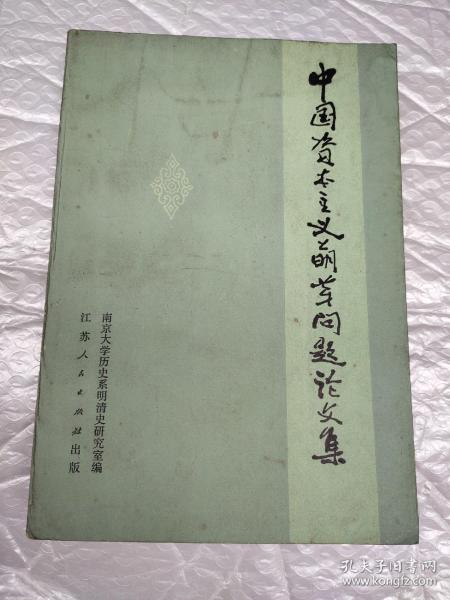 中国资本主义萌芽问题论文集
南京大学历史系明清史研究室编
江苏人民出版社出版
孔夫子旧书网
www.kongfz.com